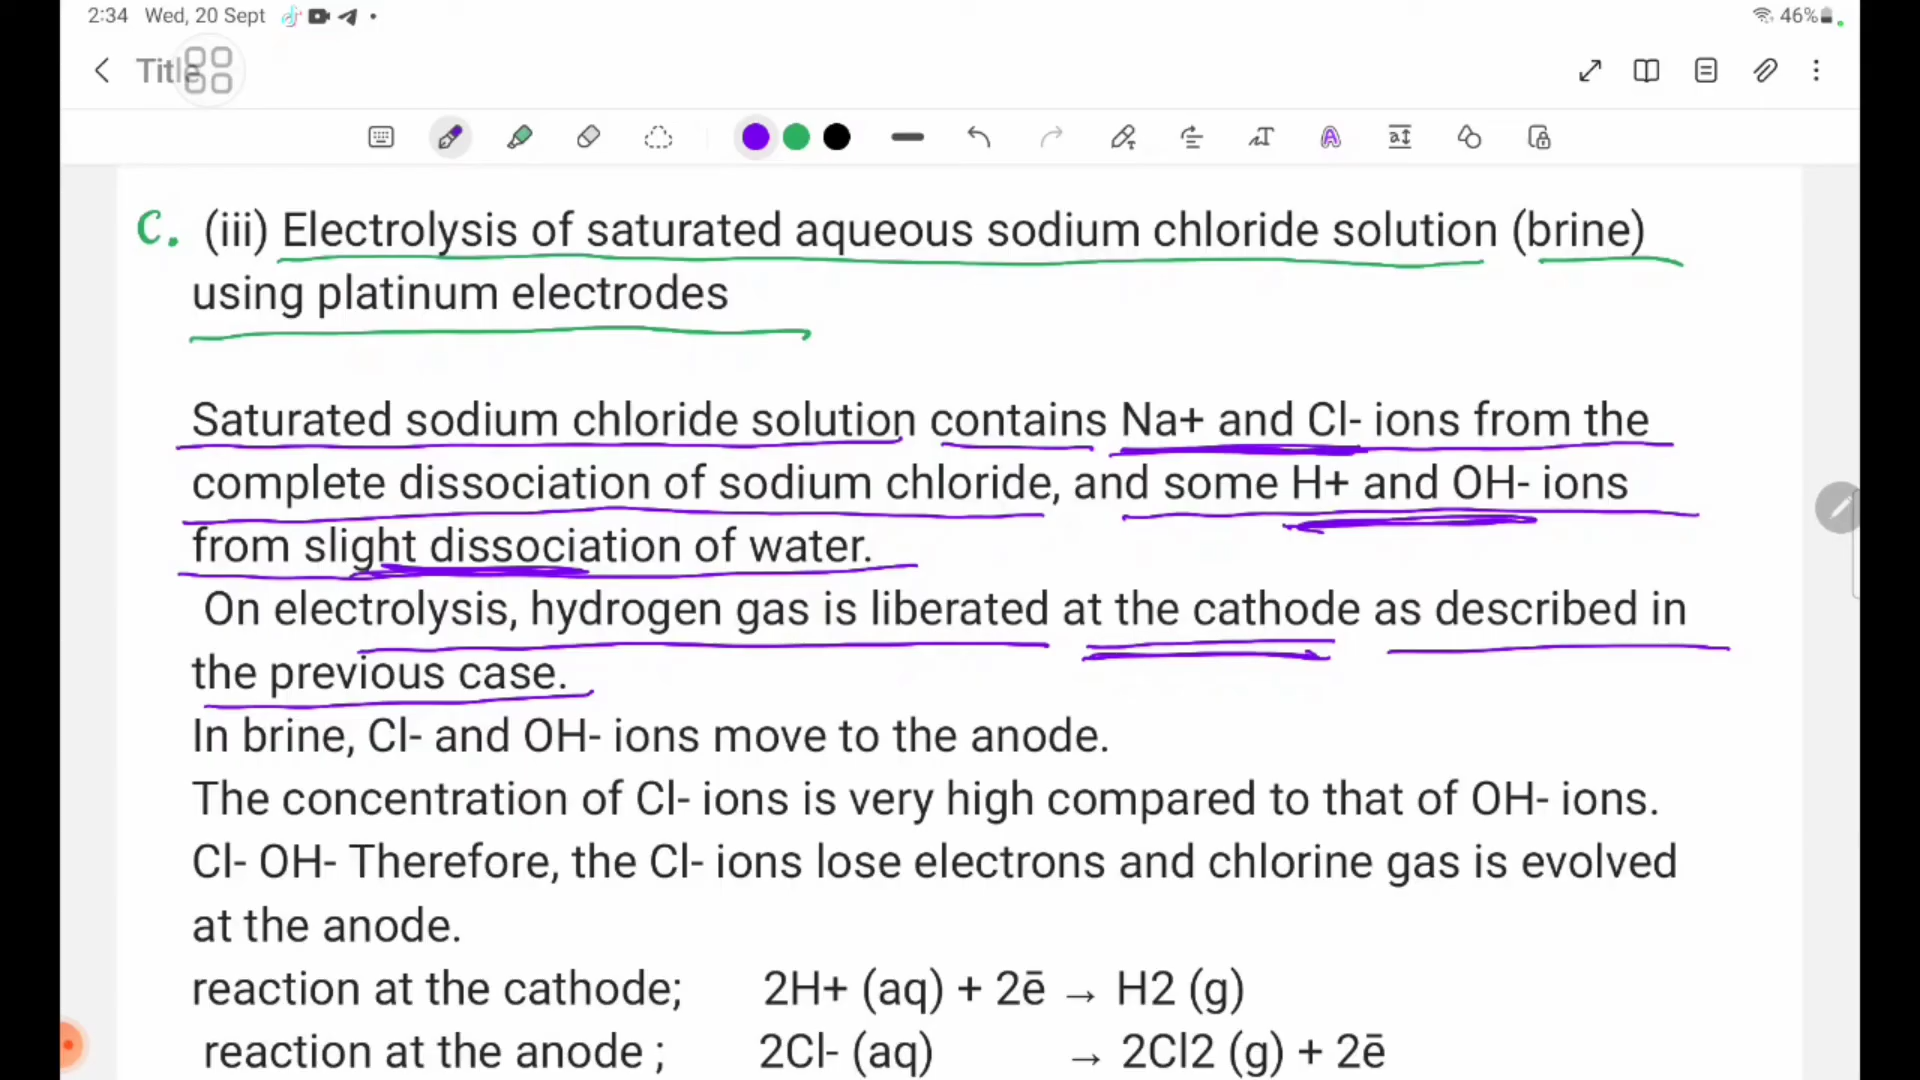 2:34 Wed, 20 Sept
46%
Title
C. (iii) Electrolysis of saturated aqueous sodium chloride solution (brine)
using platinum electrodes
Saturated sodium chloride solution contains Na+ and Cl- ions from the
complete dissociation of sodium chloride, and some H+ and OH- ions
from slight dissociation of water.
On electrolysis, hydrogen gas is liberated at the cathode as described in
the previous case.
In brine, Cl- and OH- ions move to the anode.
The concentration of Cl- ions is very high compared to that of OH- ions.
Cl- OH- Therefore, the Cl- ions lose electrons and chlorine gas is evolved
at the anode.
reaction at the cathode; 2H+ (aq) + 2ē → H2 (g)
reaction at the anode ; 2Cl- (aq) → 2Cl2 (g) + 2ē